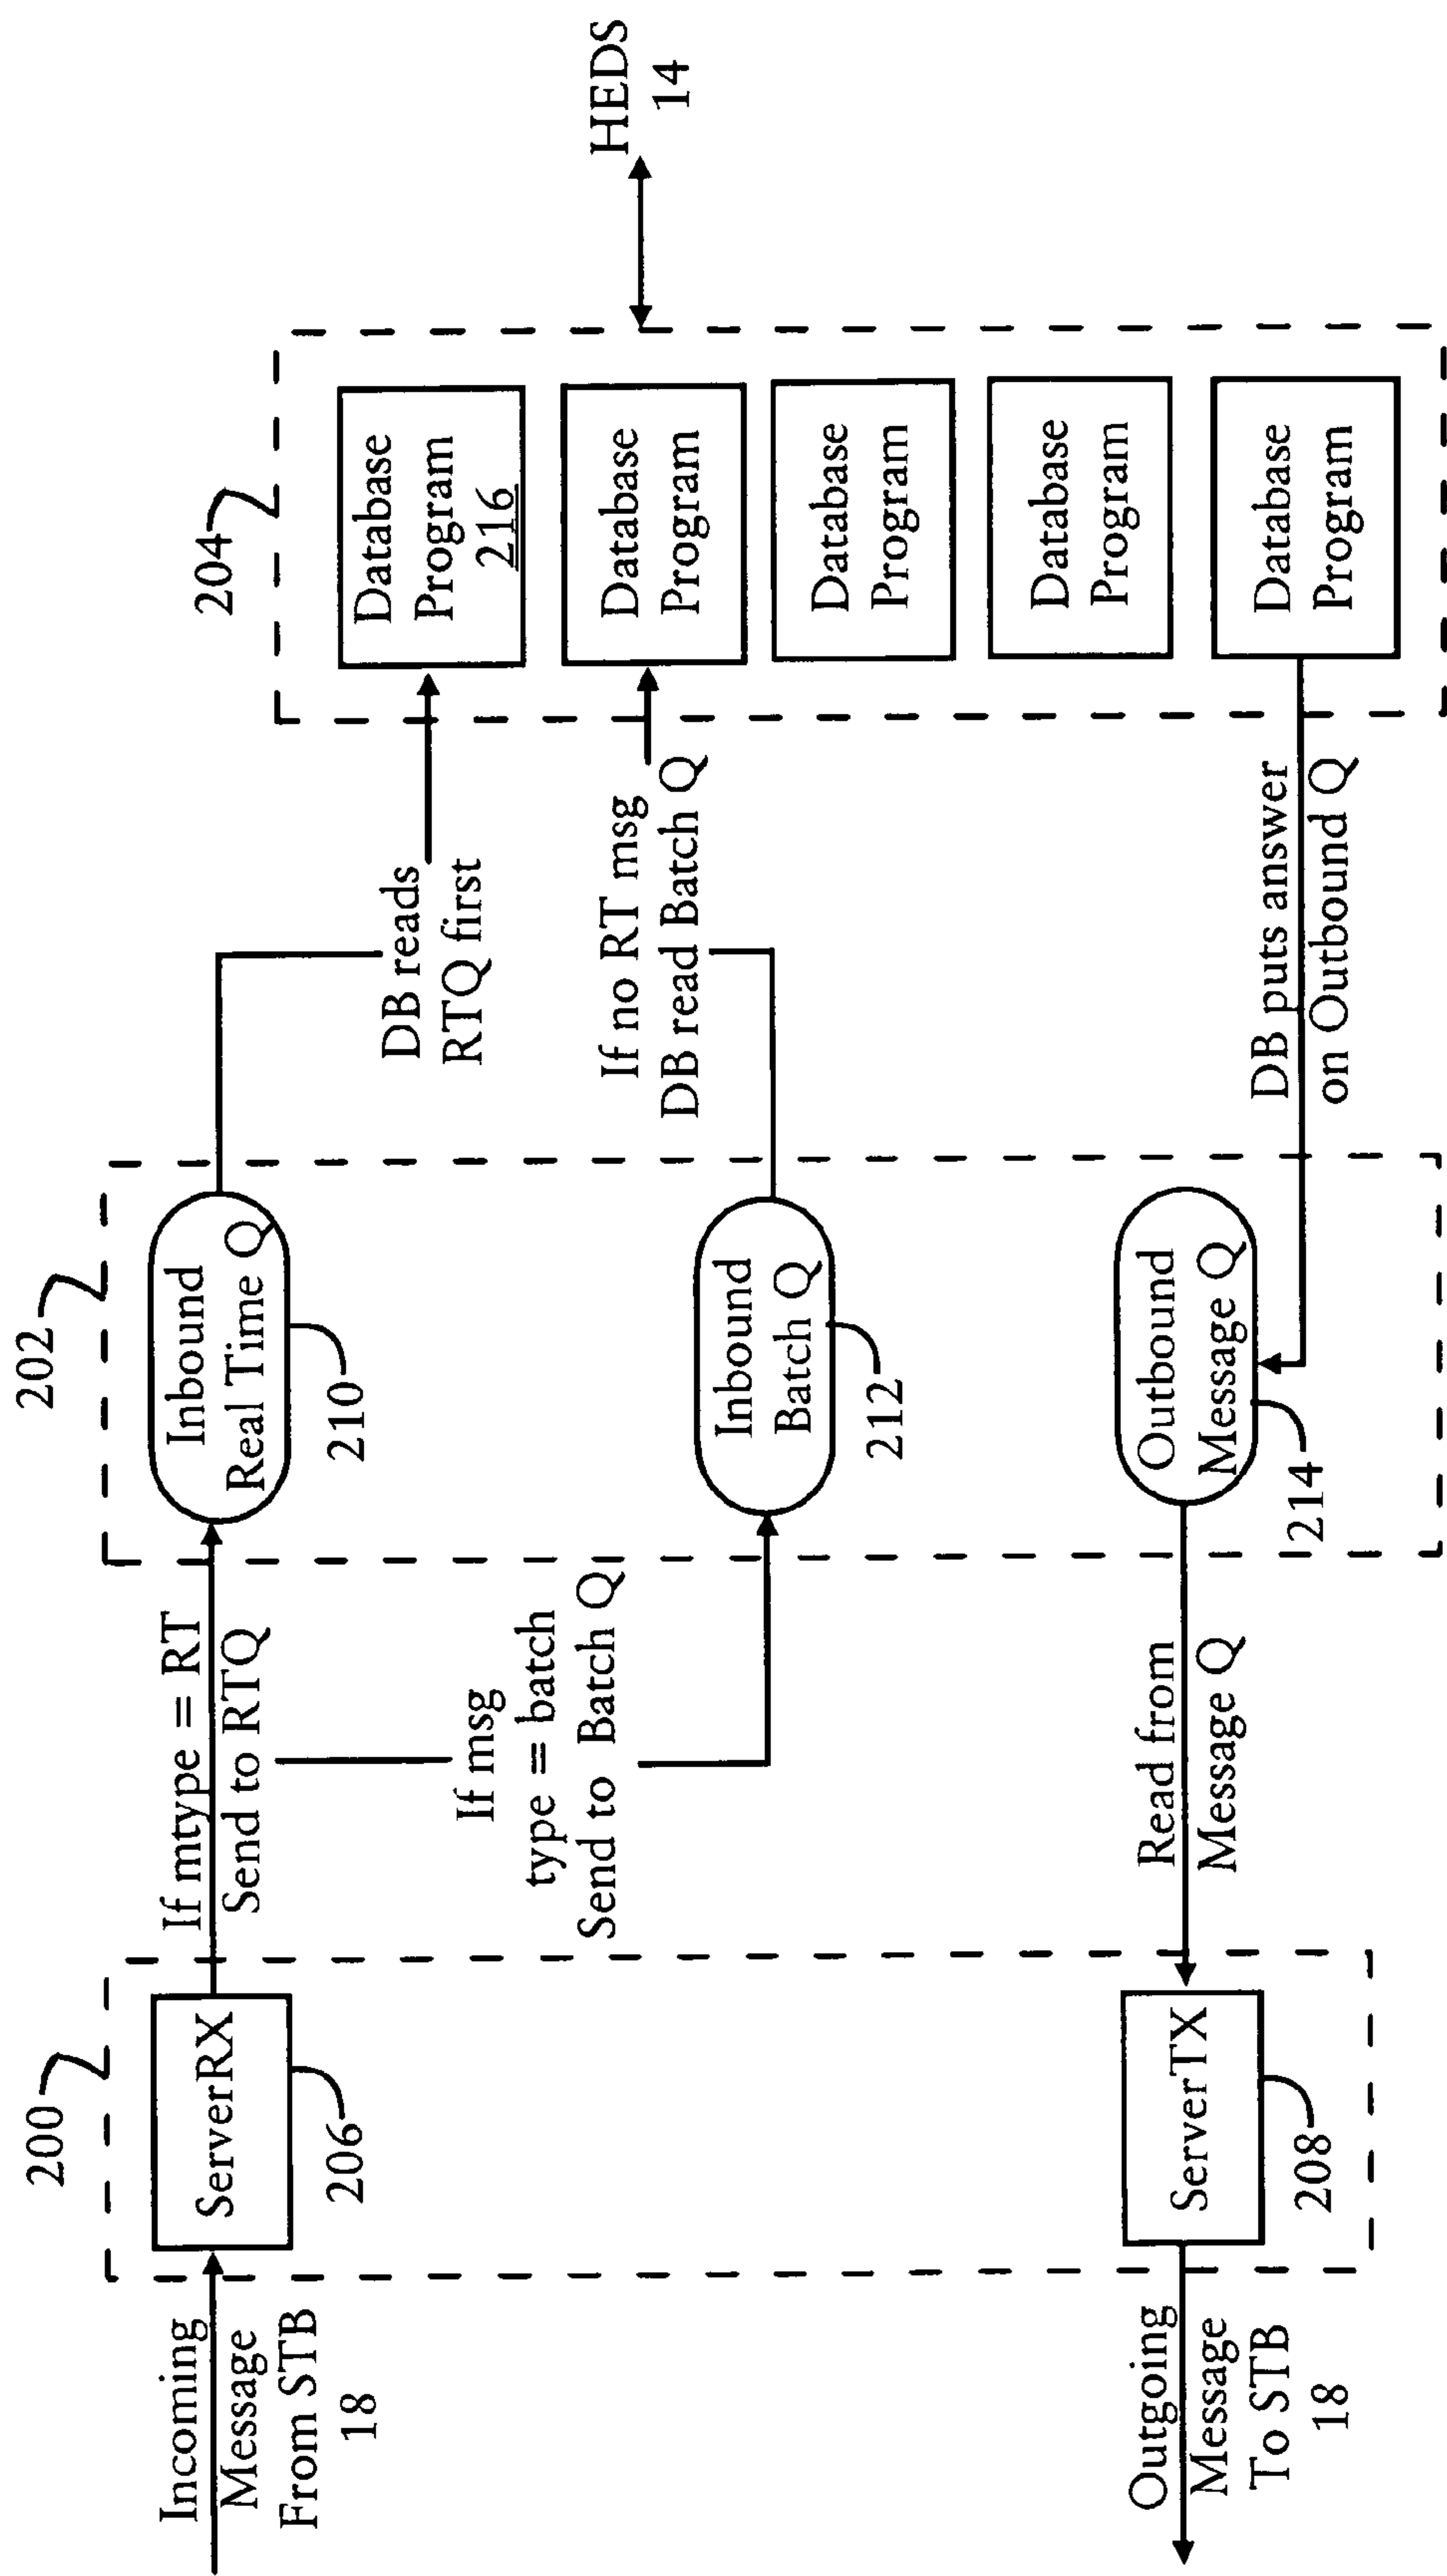 200
202
204
Incoming
Message
From STB
18
ServerRX
206
If mtype = RT
Send to RTQ
If msg
type = batch
Send to Batch Q
Inbound
Real Time Q
210
Inbound
Batch Q
212
DB reads
RTQ first
If no RT msg
DB read Batch Q
Database
Program
216
Database
Program
Database
Program
Database
Program
Database
Program
HEDS
14
DB puts answer
on Outbound Q
Outbound
Message Q
214
Read from
Message Q
ServerTX
208
Outgoing
Message
To STB
18